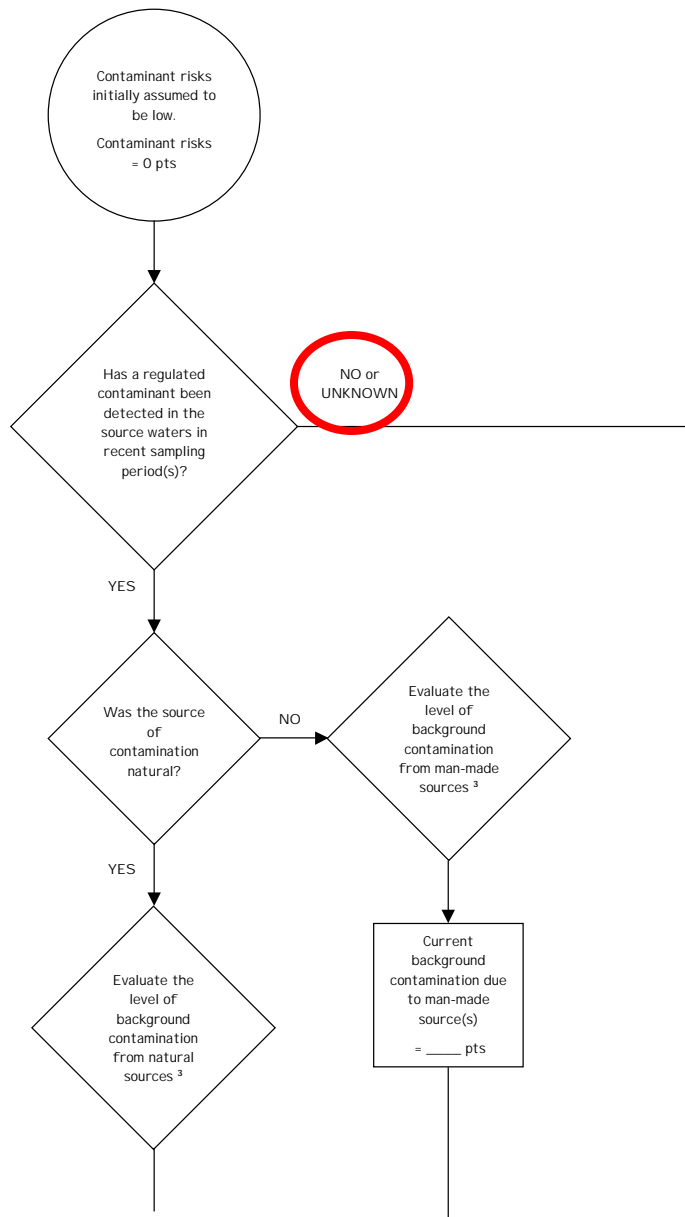 Contaminant risks
initially assumed to
be low.
Contaminant risks
= 0 pts
Has a regulated
contaminant been
detected in the
source waters in
recent sampling
period(s)?
NO or
UNKNOWN
YES
Was the source
of
contamination
natural?
NO
Evaluate the
level of
background
contamination
from man-made
sources ³
YES
Evaluate the
level of
background
contamination
from natural
sources ³
Current
background
contamination due
to man-made
source(s)
= _____ pts